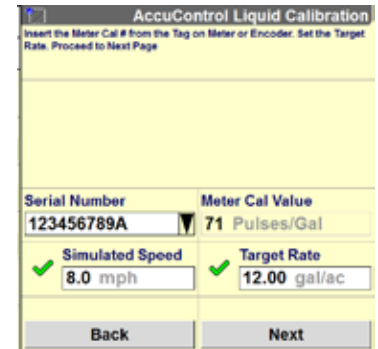 AccuControl Liquid Calibration
Insert the Meter Cal # from the Tag on Meter or Encoder. Set the Target
Rate. Proceed to Next Page
Serial Number Meter Cal Value
123456789A 71 Pulses/Gal
Simulated Speed Target Rate
8.0 mph 12.00 gal/ac
Back Next